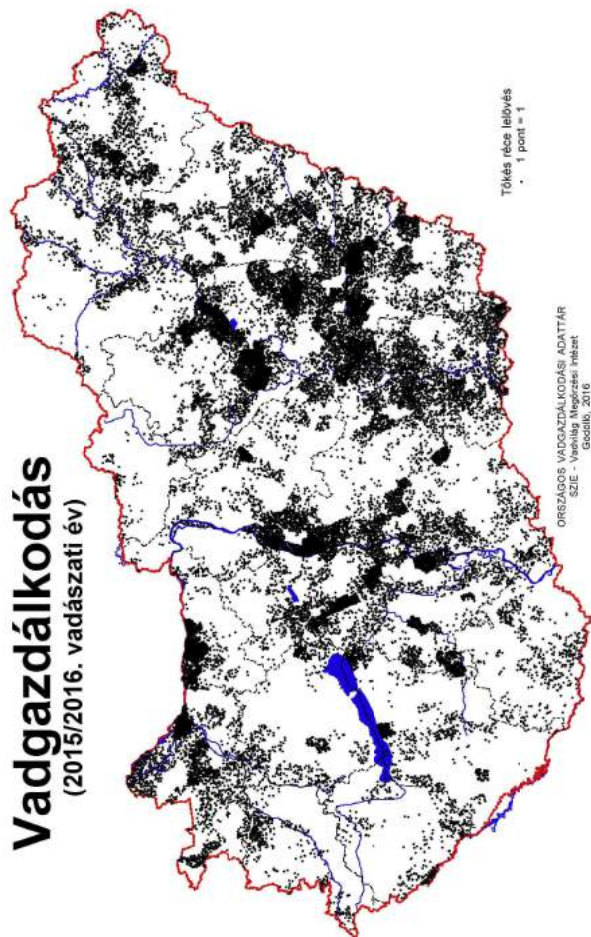 Vadgazdálkodás
(2015/2016. vadászati év)
Tőkés réce lelövés
• 1 pont = 1
ORSZÁGOS VADGAZDÁLKODÁSI ADATTÁR
SZIE - Vadvilág Megőrzési Intézet
Gödöllő, 2016